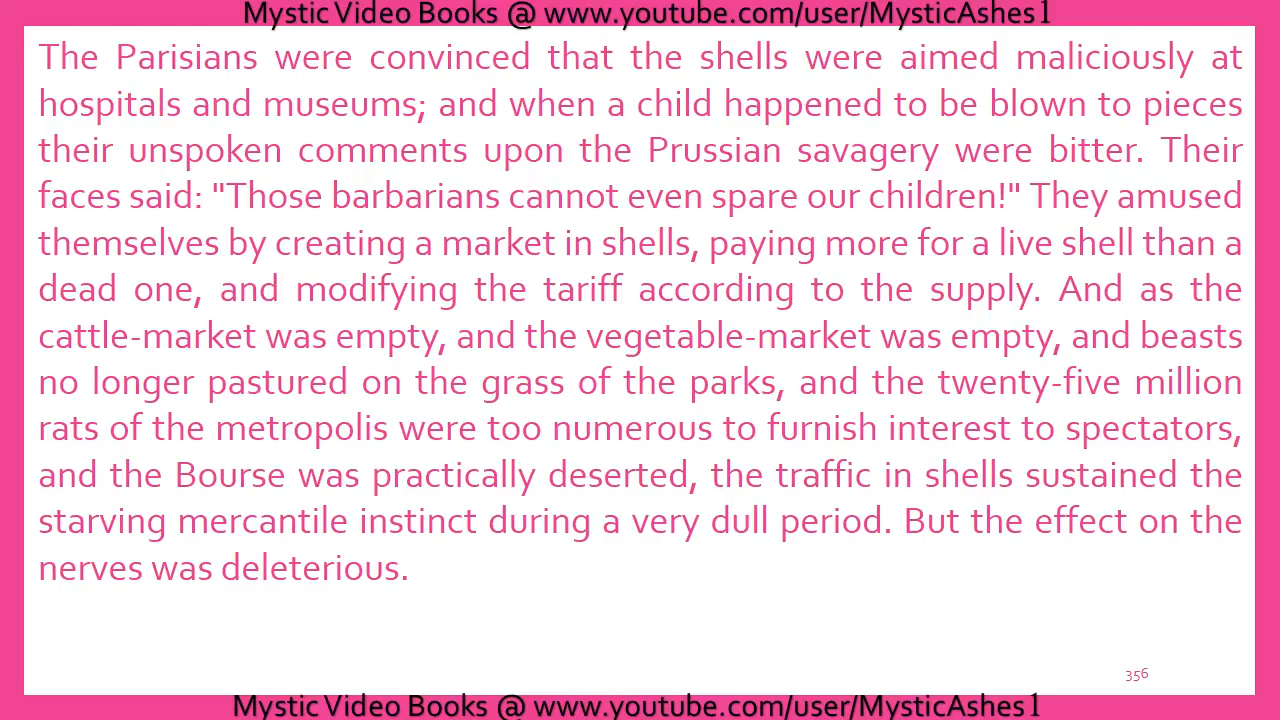 Mystic Video Books @ www.youtube.com/user/MysticAshes1
The Parisians were convinced that the shells were aimed maliciously at
hospitals and museums; and when a child happened to be blown to pieces
their unspoken comments upon the Prussian savagery were bitter. Their
faces said: "Those barbarians cannot even spare our children!" They amused
themselves by creating a market in shells, paying more for a live shell than a
dead one, and modifying the tariff according to the supply. And as the
cattle-market was empty, and the vegetable-market was empty, and beasts
no longer pastured on the grass of the parks, and the twenty-five million
rats of the metropolis were too numerous to furnish interest to spectators,
and the Bourse was practically deserted, the traffic in shells sustained the
starving mercantile instinct during a very dull period. But the effect on the
nerves was deleterious.
356
Mystic Video Books @ www.youtube.com/user/MysticAshes1